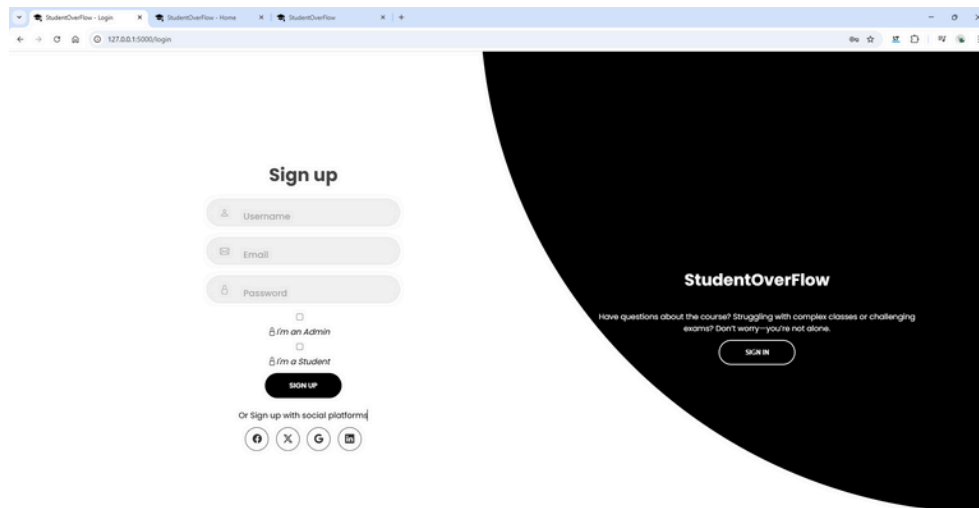 StudentOverFlow - Login
StudentOverFlow - Home
StudentOverFlow
127.0.0.1:5000/login
Sign up
Username
Email
Password
I'm an Admin
I'm a Student
SIGN UP
Or Sign up with social platforms
StudentOverFlow
Have questions about the course? Struggling with complex classes or challenging
exams? Don't worry—you're not alone.
SIGN IN